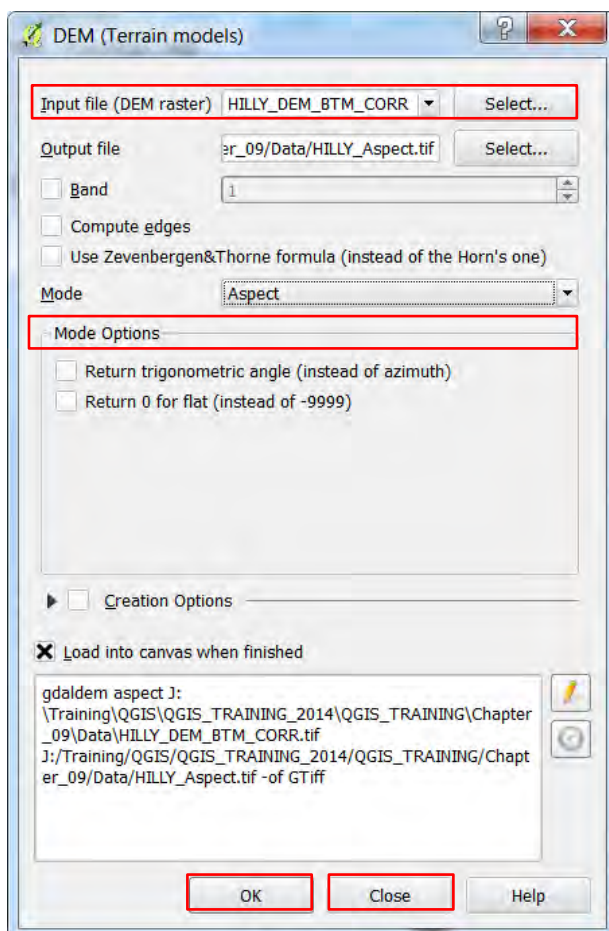 DEM (Terrain models)
Input file (DEM raster) HILLY_DEM_BTM_CORR Select...
Output file er_09/Data/HILLY_Aspect.tif Select...
Band 1
Compute edges
Use Zevenbergen&Thorne formula (instead of the Horn's one)
Mode Aspect
Mode Options
Return trigonometric angle (instead of azimuth)
Return 0 for flat (instead of -9999)
Creation Options
Load into canvas when finished
gdaldem aspect J:
\Training\QGIS\QGIS_TRAINING_2014\QGIS_TRAINING\Chapter
_09\Data\HILLY_DEM_BTM_CORR.tif
J:/Training/QGIS/QGIS_TRAINING_2014/QGIS_TRAINING/Chapt
er_09/Data/HILLY_Aspect.tif -of GTiff
OK Close Help